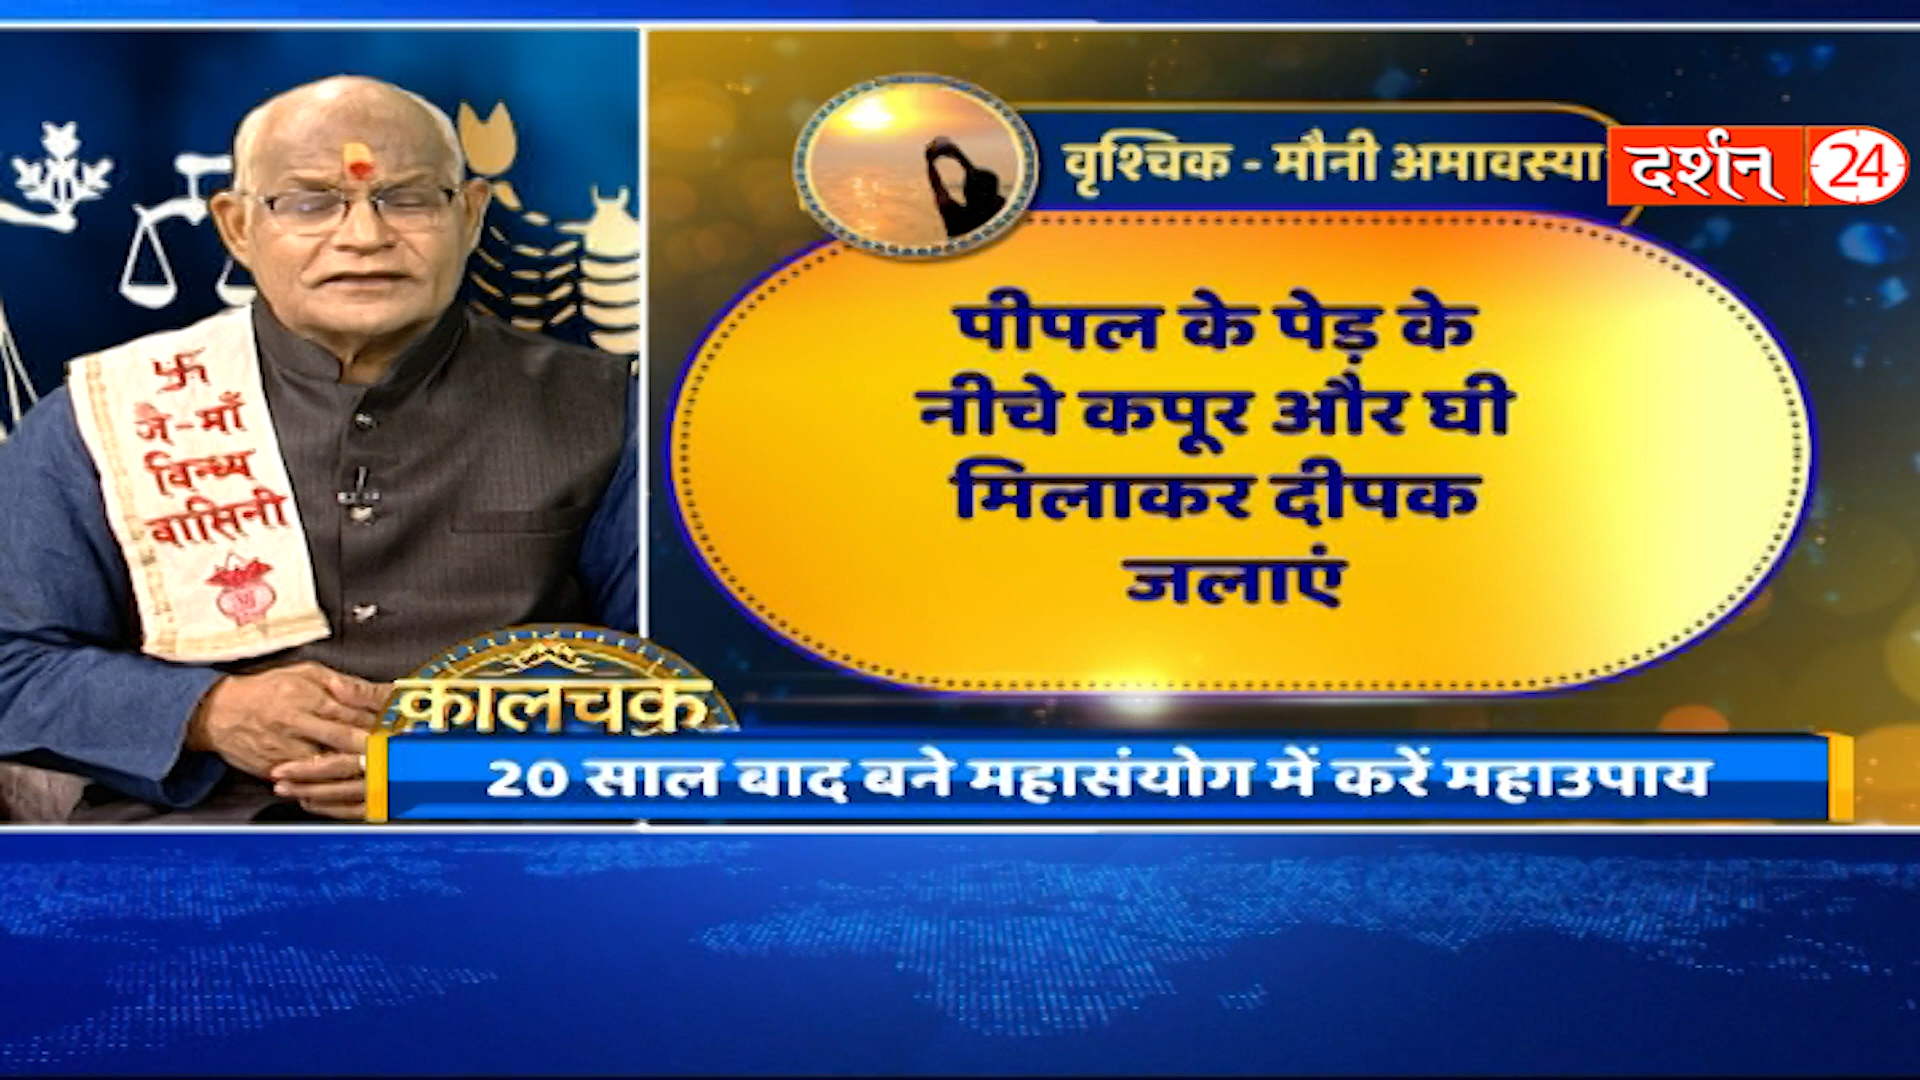 वृश्चिक - मौनी अमावस्या
दर्शन 24
पीपल के पेड़ के
नीचे कपूर और घी
मिलाकर दीपक
जलाएं
जै-माँ
विन्ध्य
वासिनी
कालचक्र
20 साल बाद बने महासंयोग में करें महाउपाय